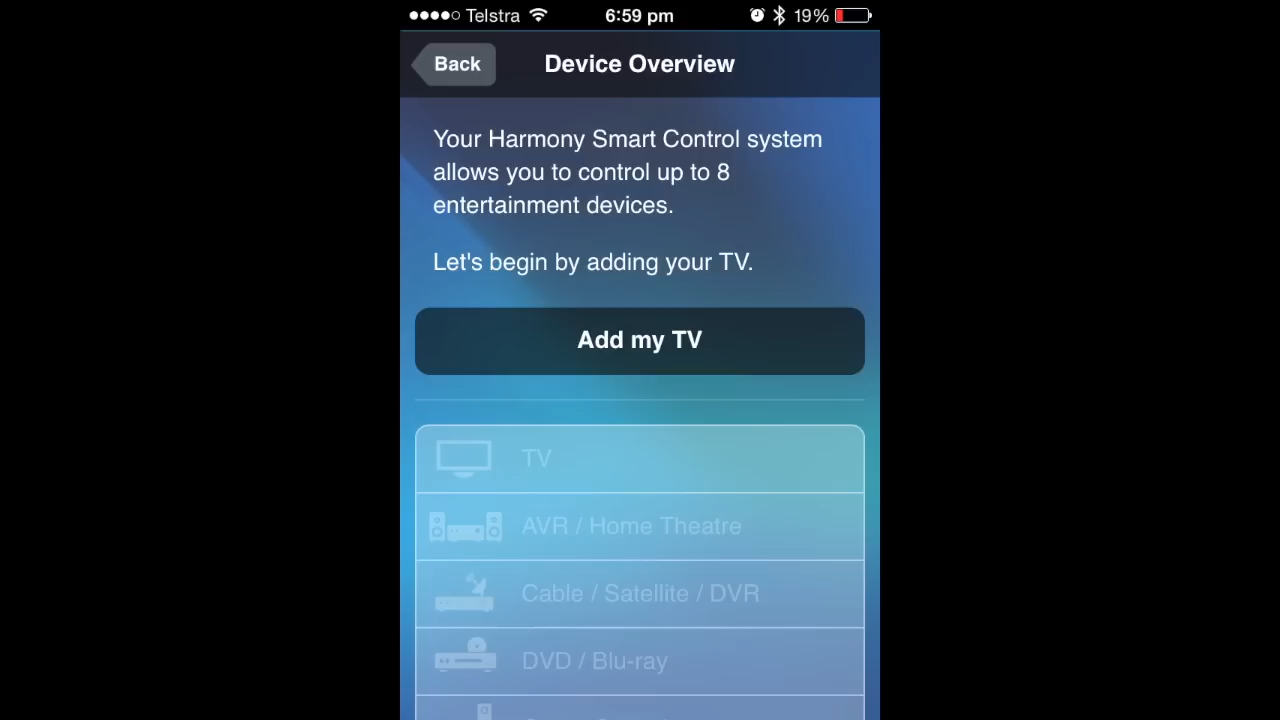 Telstra 6:59 pm 19%
Back Device Overview
Your Harmony Smart Control system
allows you to control up to 8
entertainment devices.
Let's begin by adding your TV.
Add my TV
TV
AVR / Home Theatre
Cable / Satellite / DVR
DVD / Blu-ray